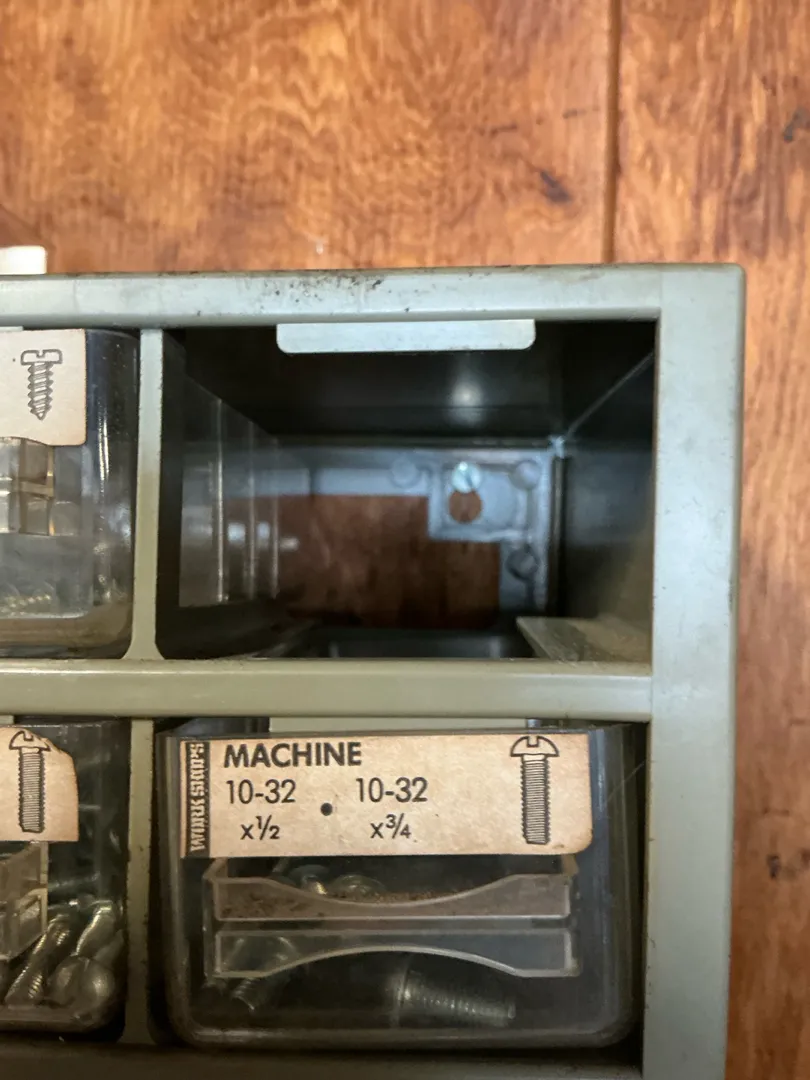 MACHINE
10-32 • 10-32
x½ x¾